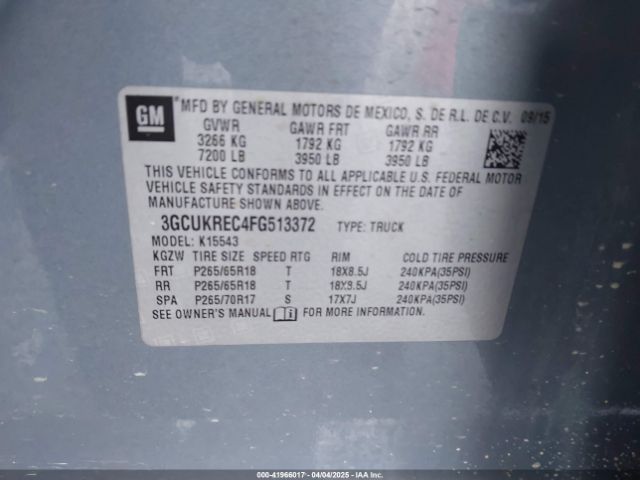 GM
*MFD BY GENERAL MOTORS DE MEXICO, S. DE R.L. DE C.V. 09/15
GVWR GAWR FRT GAWR RR
3266 KG 1792 KG 1792 KG
7200 LB 3950 LB 3950 LB
THIS VEHICLE CONFORMS TO ALL APPLICABLE U.S. FEDERAL MOTOR
VEHICLE SAFETY STANDARDS IN EFFECT ON THE DATE OF
MANUFACTURE SHOWN ABOVE.
3GCUKREC4FG513372 TYPE: TRUCK
MODEL: K15543
KGZW TIRE SIZE SPEED RTG RIM COLD TIRE PRESSURE
FRT P265/65R18 T 18X8.5J 240KPA(35PSI)
RR P265/65R18 T 18X8.5J 240KPA(35PSI)
SPA P265/70R17 S 17X7J 240KPA(35PSI)
SEE OWNER'S MANUAL FOR MORE INFORMATION.
000-41966017 04/04/2025 IAAI.COM